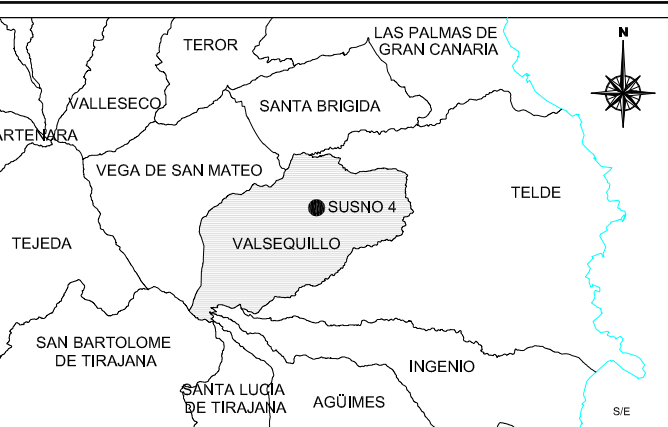 LAS PALMAS DE
GRAN CANARIA
N
TEROR
VALLESECO
SANTA BRIGIDA
ARTENARA
VEGA DE SAN MATEO
TELDE
SUSNO 4
TEJEDA
VALSEQUILLO
SAN BARTOLOME
DE TIRAJANA
INGENIO
SANTA LUCIA
DE TIRAJANA
AGÜIMES
S/E